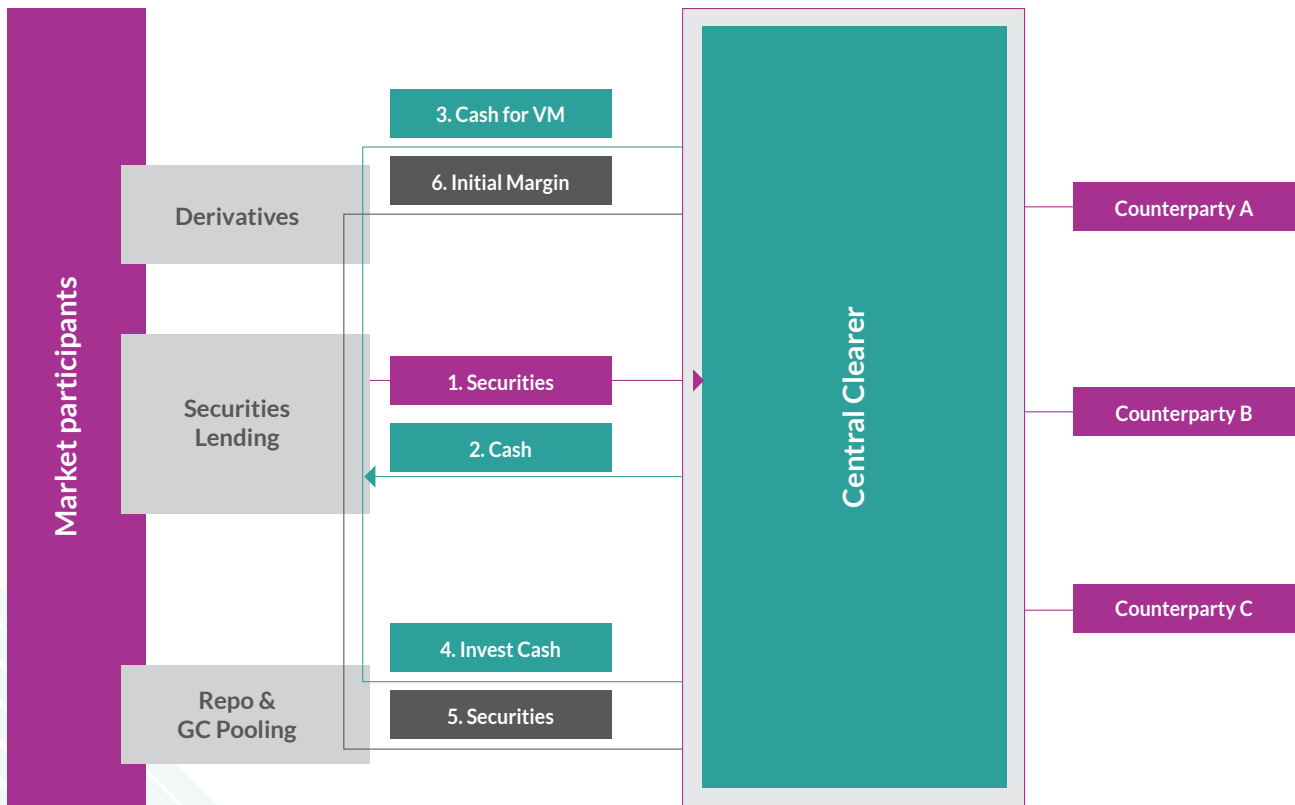 Market participants
Derivatives
Securities
Lending
Repo &
GC Pooling
3. Cash for VM
6. Initial Margin
1. Securities
2. Cash
4. Invest Cash
5. Securities
Central Clearer
Counterparty A
Counterparty B
Counterparty C